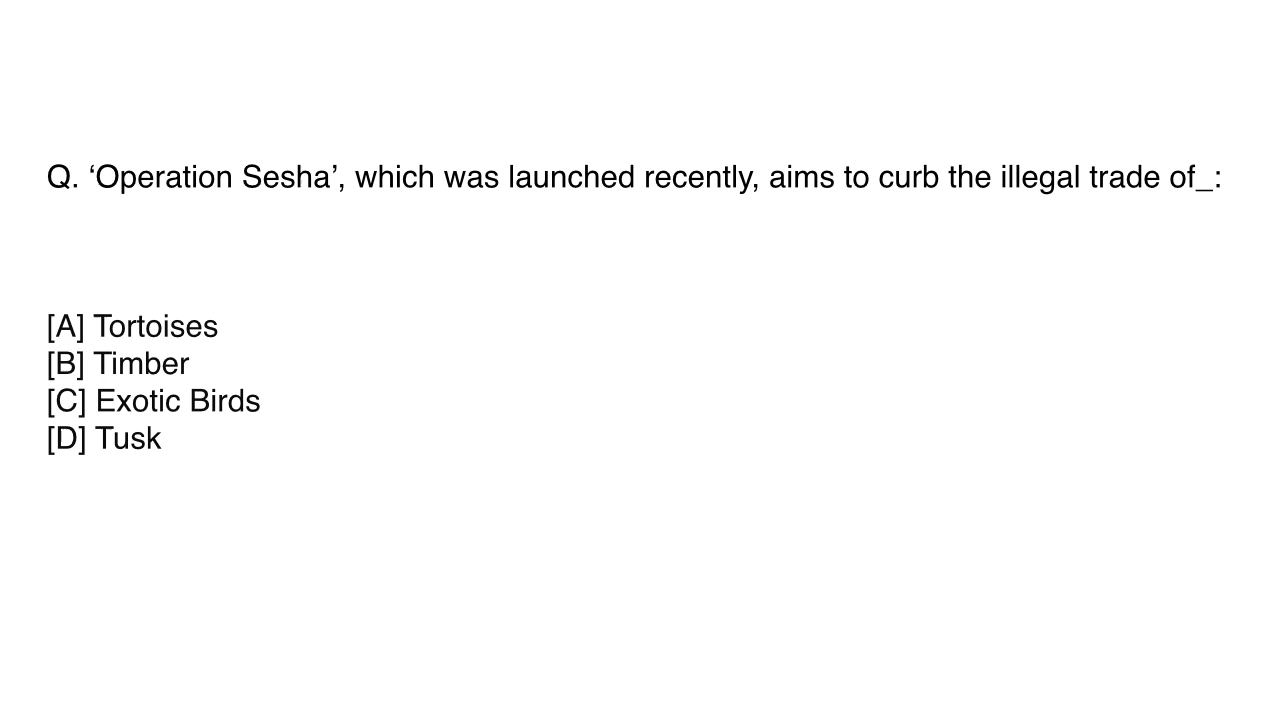 Q. ‘Operation Sesha’, which was launched recently, aims to curb the illegal trade of_:
[A] Tortoises
[B] Timber
[C] Exotic Birds
[D] Tusk